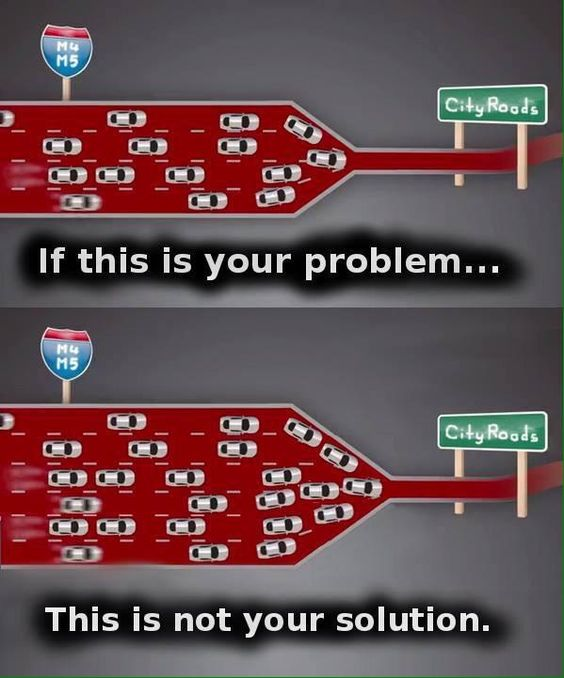 M4
M5
City Roads
If this is your problem...
M4
M5
City Roads
This is not your solution.